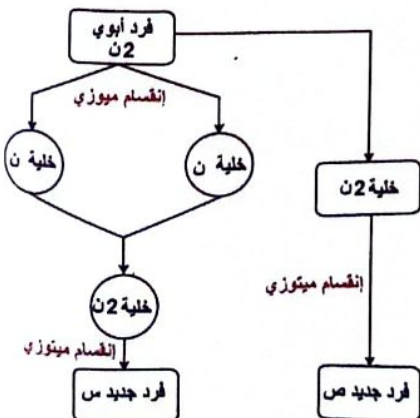 فرد أبوي
2ن
إنقسام ميوزي
خلية ن
خلية ن
خلية 2ن
خلية 2ن
إنقسام ميتوزي
إنقسام ميتوزي
فرد جديد ص
فرد جديد س